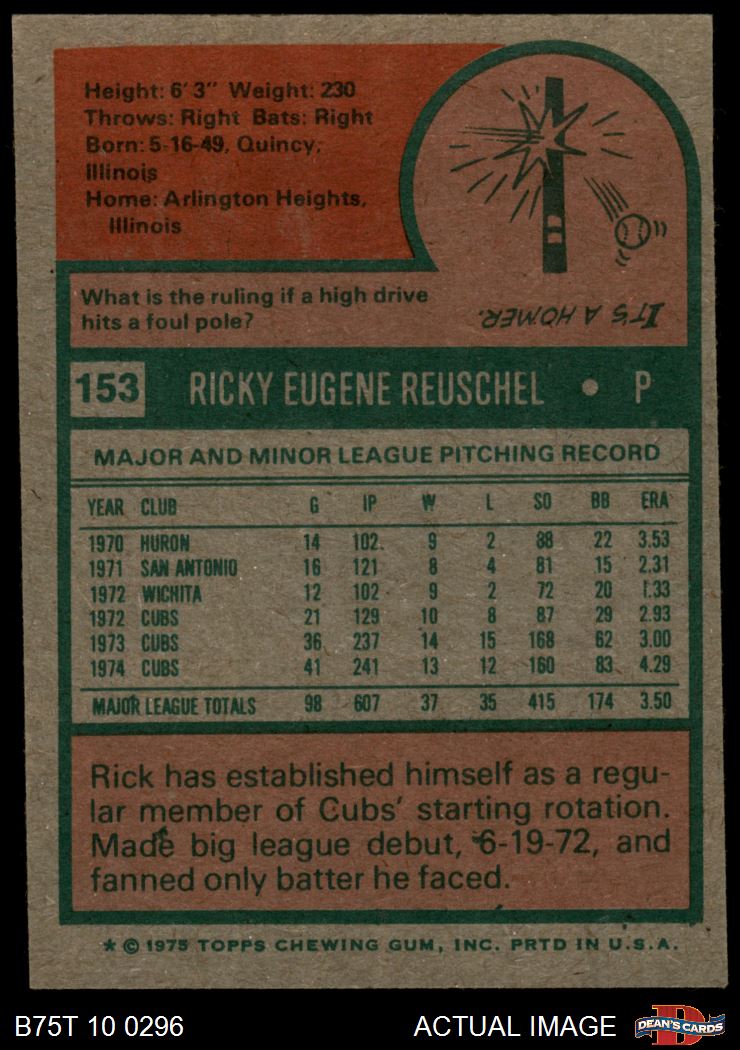 Height: 6'3" Weight: 230
Throws: Right Bats: Right
Born: 5-16-49, Quincy,
Illinois
Home: Arlington Heights,
Illinois
What is the ruling if a high drive
hits a foul pole?
IT'S A HOMER.
153 RICKY EUGENE REUSCHEL • P
MAJOR AND MINOR LEAGUE PITCHING RECORD
YEAR CLUB G IP W L SO BB ERA
1970 HURON 14 102. 9 2 88 22 3.53
1971 SAN ANTONIO 16 121 8 4 81 15 2.31
1972 WICHITA 12 102 9 2 72 20 1.33
1972 CUBS 21 129 10 8 87 29 2.93
1973 CUBS 36 237 14 15 168 62 3.00
1974 CUBS 41 241 13 12 160 83 4.29
MAJOR LEAGUE TOTALS 98 607 37 35 415 174 3.50
Rick has established himself as a regu-
lar member of Cubs' starting rotation.
Made big league debut, 6-19-72, and
fanned only batter he faced.
* © 1975 TOPPS CHEWING GUM, INC. PRTD IN U.S.A.
B75T 10 0296 ACTUAL IMAGE D DEAN'S CARDS